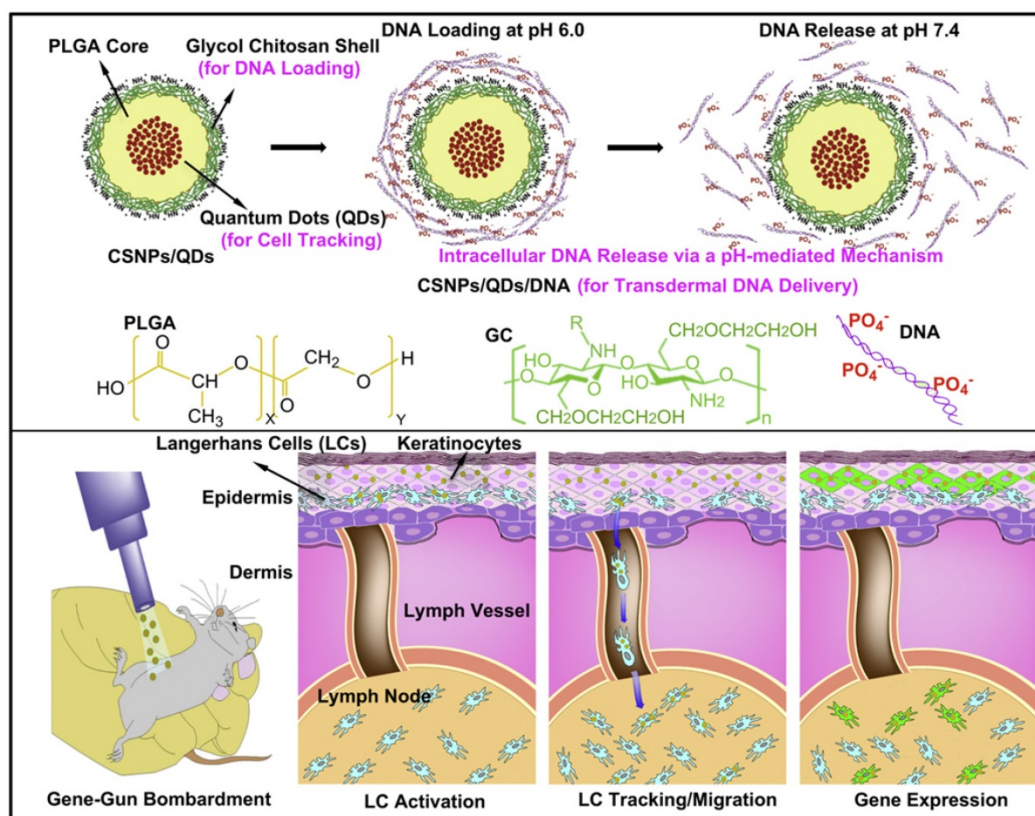 PLGA Core
Glycol Chitosan Shell
(for DNA Loading)
DNA Loading at pH 6.0
DNA Release at pH 7.4
Quantum Dots (QDs)
(for Cell Tracking)
CSNPs/QDs
Intracellular DNA Release via a pH-mediated Mechanism
CSNPs/QDs/DNA (for Transdermal DNA Delivery)
PLGA
HO
O
CH
CH3
O
X
O
CH2
O
H
Y
GC
R
NH
HO
O
O
CH2OCH2CH2OH
CH2OCH2CH2OH
O
HO
O
NH2
O
n
PO4-
DNA
PO4-
PO4-
Langerhans Cells (LCs)
Keratinocytes
Epidermis
Dermis
Lymph Vessel
Lymph Node
Gene-Gun Bombardment
LC Activation
LC Tracking/Migration
Gene Expression